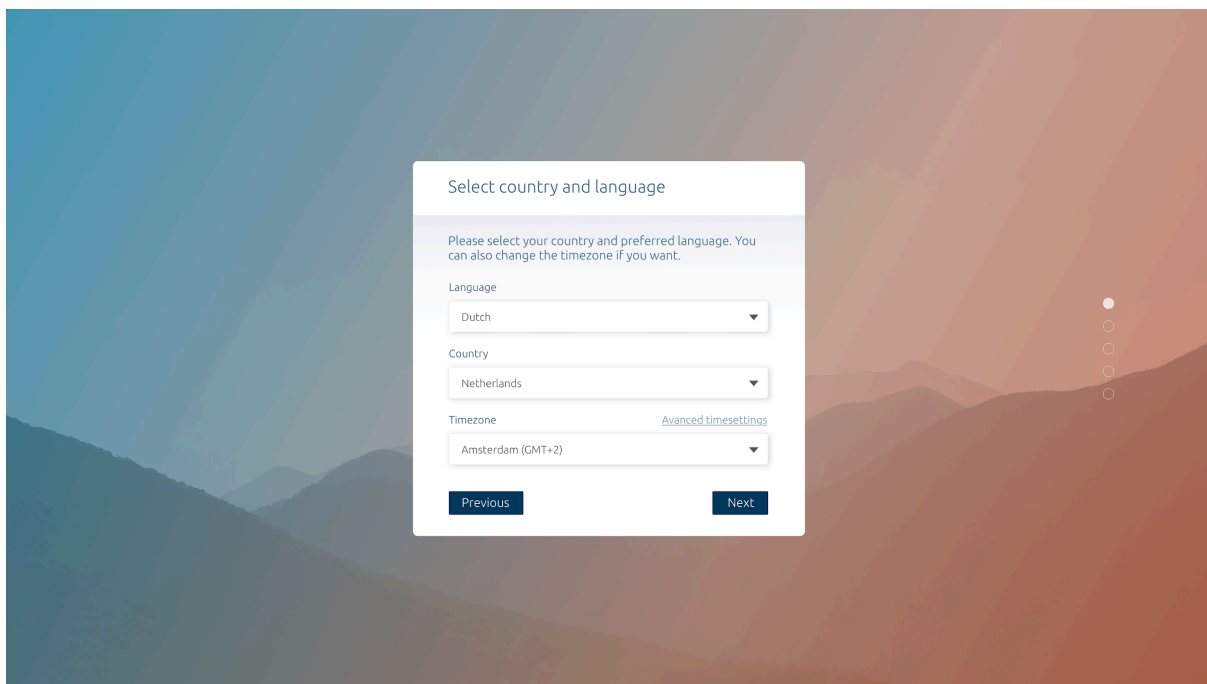 Select country and language
Please select your country and preferred language. You
can also change the timezone if you want.
Language
Dutch
Country
Netherlands
Timezone
Avanced timesettings
Amsterdam (GMT+2)
Previous
Next